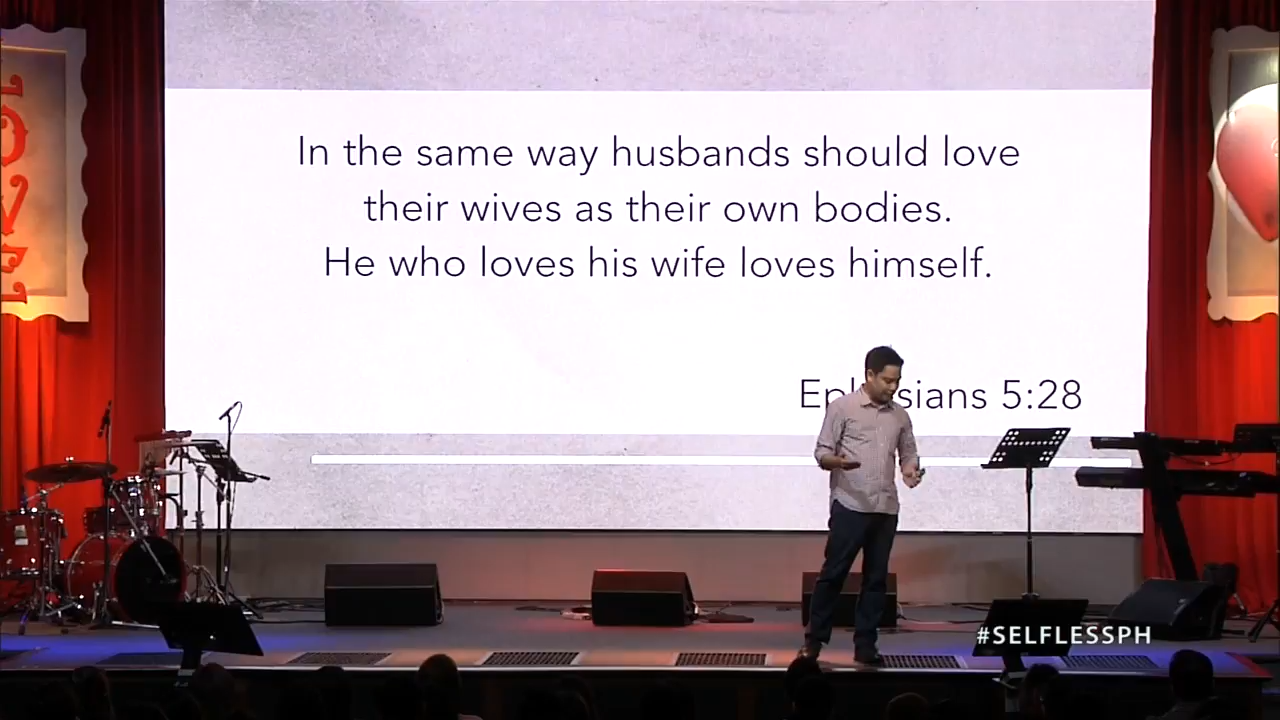 In the same way husbands should love
their wives as their own bodies.
He who loves his wife loves himself.
sians 5:28
#SELFLESSPH